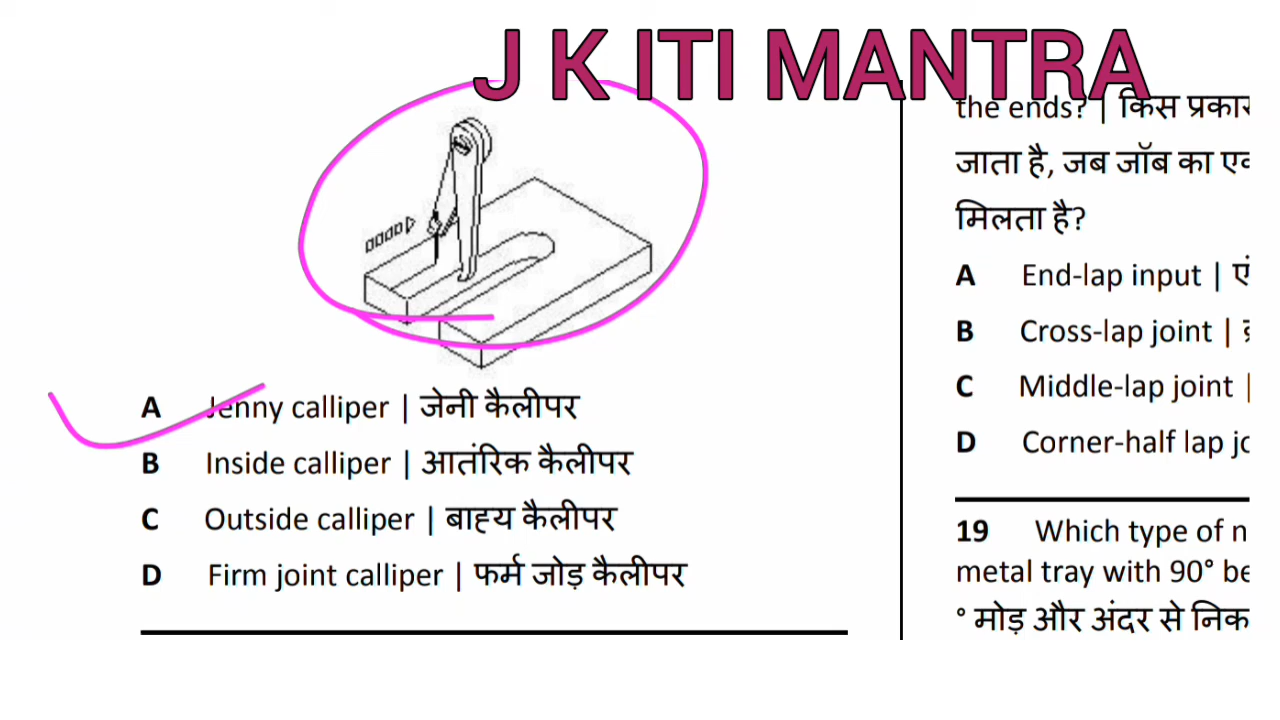 J K ITI MANTRA
A Jenny calliper | जेनी कैलीपर
B Inside calliper | आतंरिक कैलीपर
C Outside calliper | बाह्य कैलीपर
D Firm joint calliper | फर्म जोड़ कैलीपर
the ends? | किस
जाता है, जब जॉब का
मिलता है?
A End-lap input |
B Cross-lap joint |
C Middle-lap joint |
D Corner-half lap
19 Which type of
metal tray with 90°
° मोड़ और अंदर से